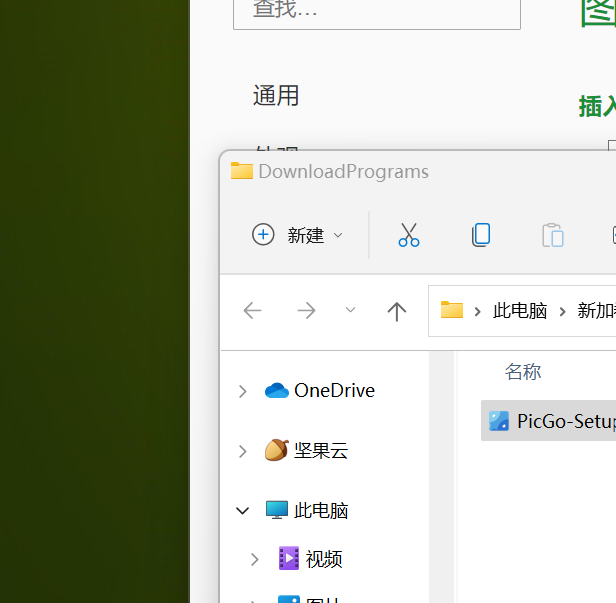 查找...
图
插入
通用
外观
DownloadPrograms
新建
此电脑
新加
名称
OneDrive
PicGo-Setup
坚果云
此电脑
视频
图片